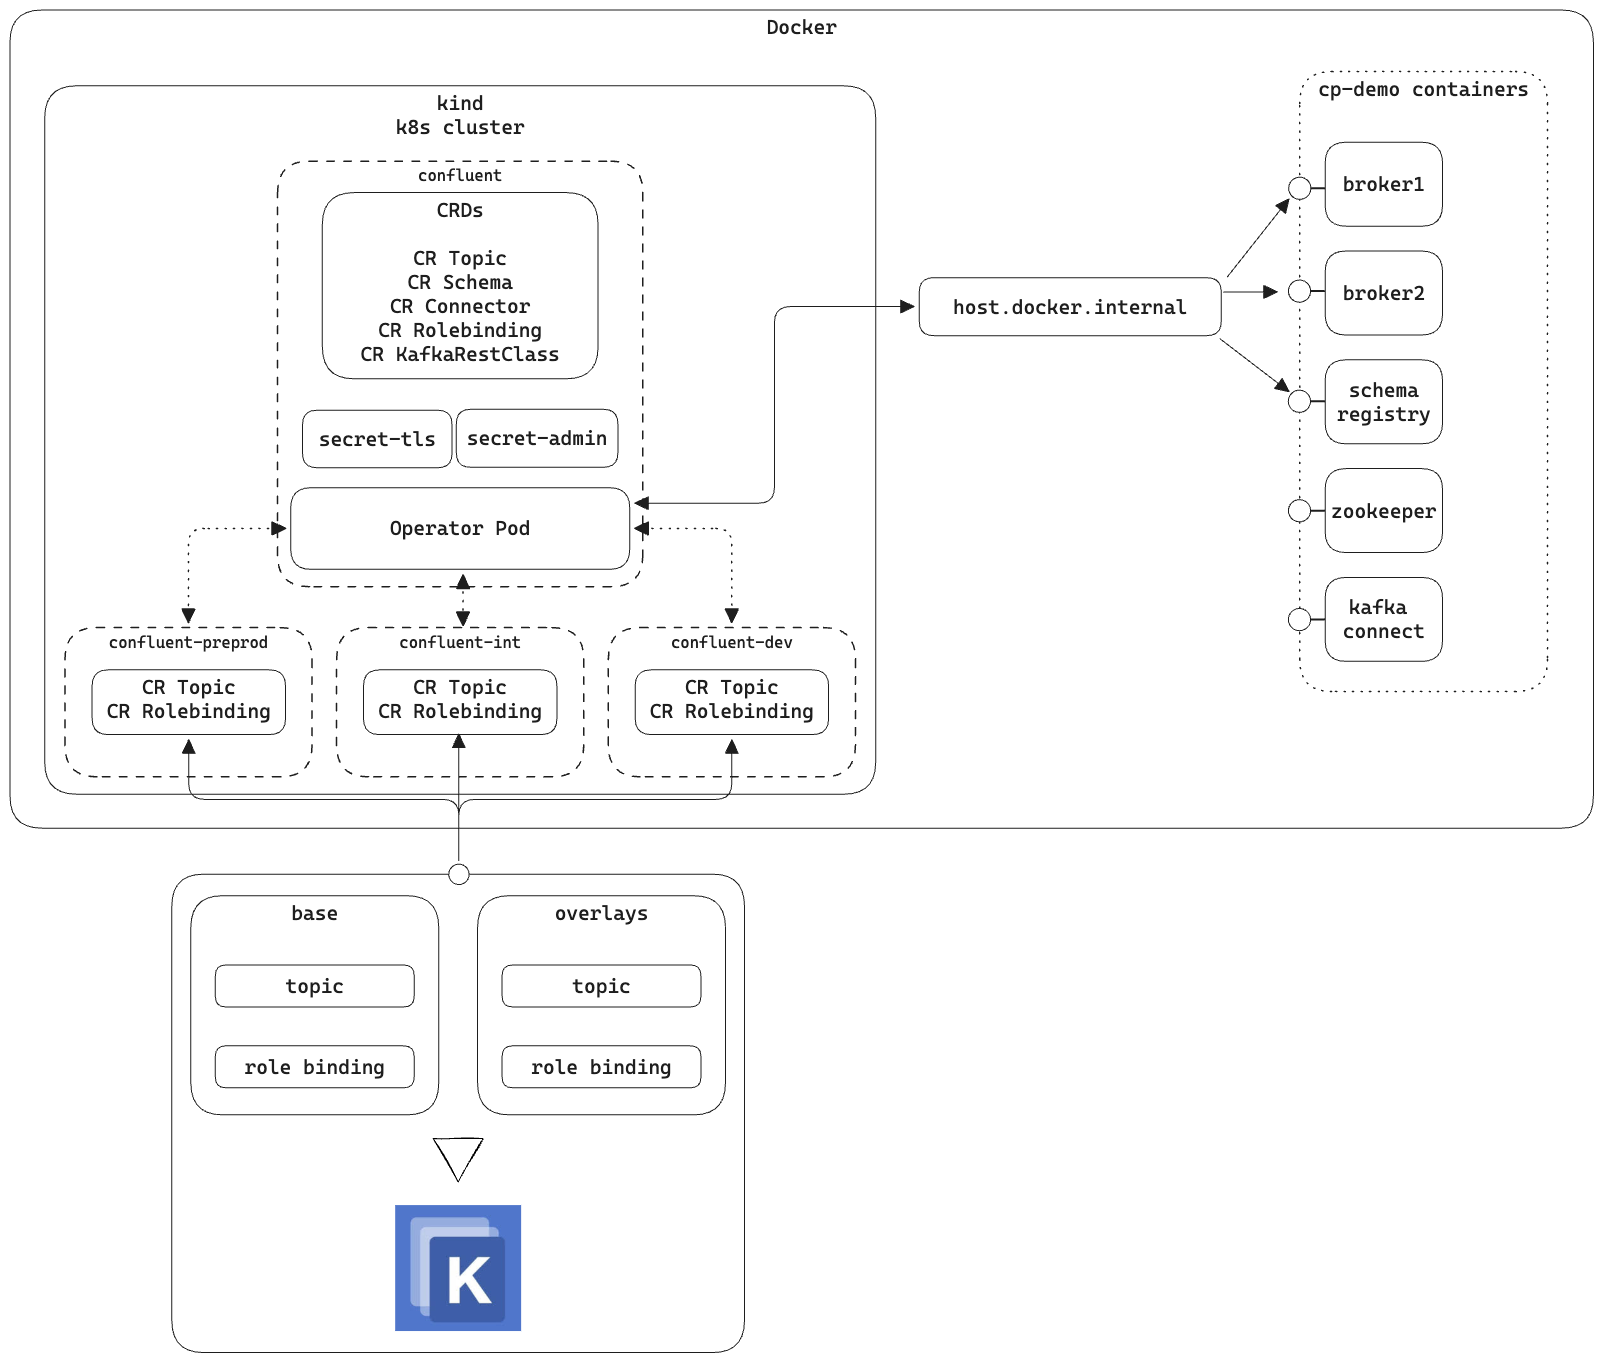 Docker
kind
k8s cluster
confluent
CRDs
CR Topic
CR Schema
CR Connector
CR Rolebinding
CR KafkaRestClass
secret-tls
secret-admin
Operator Pod
confluent-preprod
CR Topic
CR Rolebinding
confluent-int
CR Topic
CR Rolebinding
confluent-dev
CR Topic
CR Rolebinding
host.docker.internal
cp-demo containers
broker1
broker2
schema
registry
zookeeper
kafka
connect
base
topic
role binding
overlays
topic
role binding
K